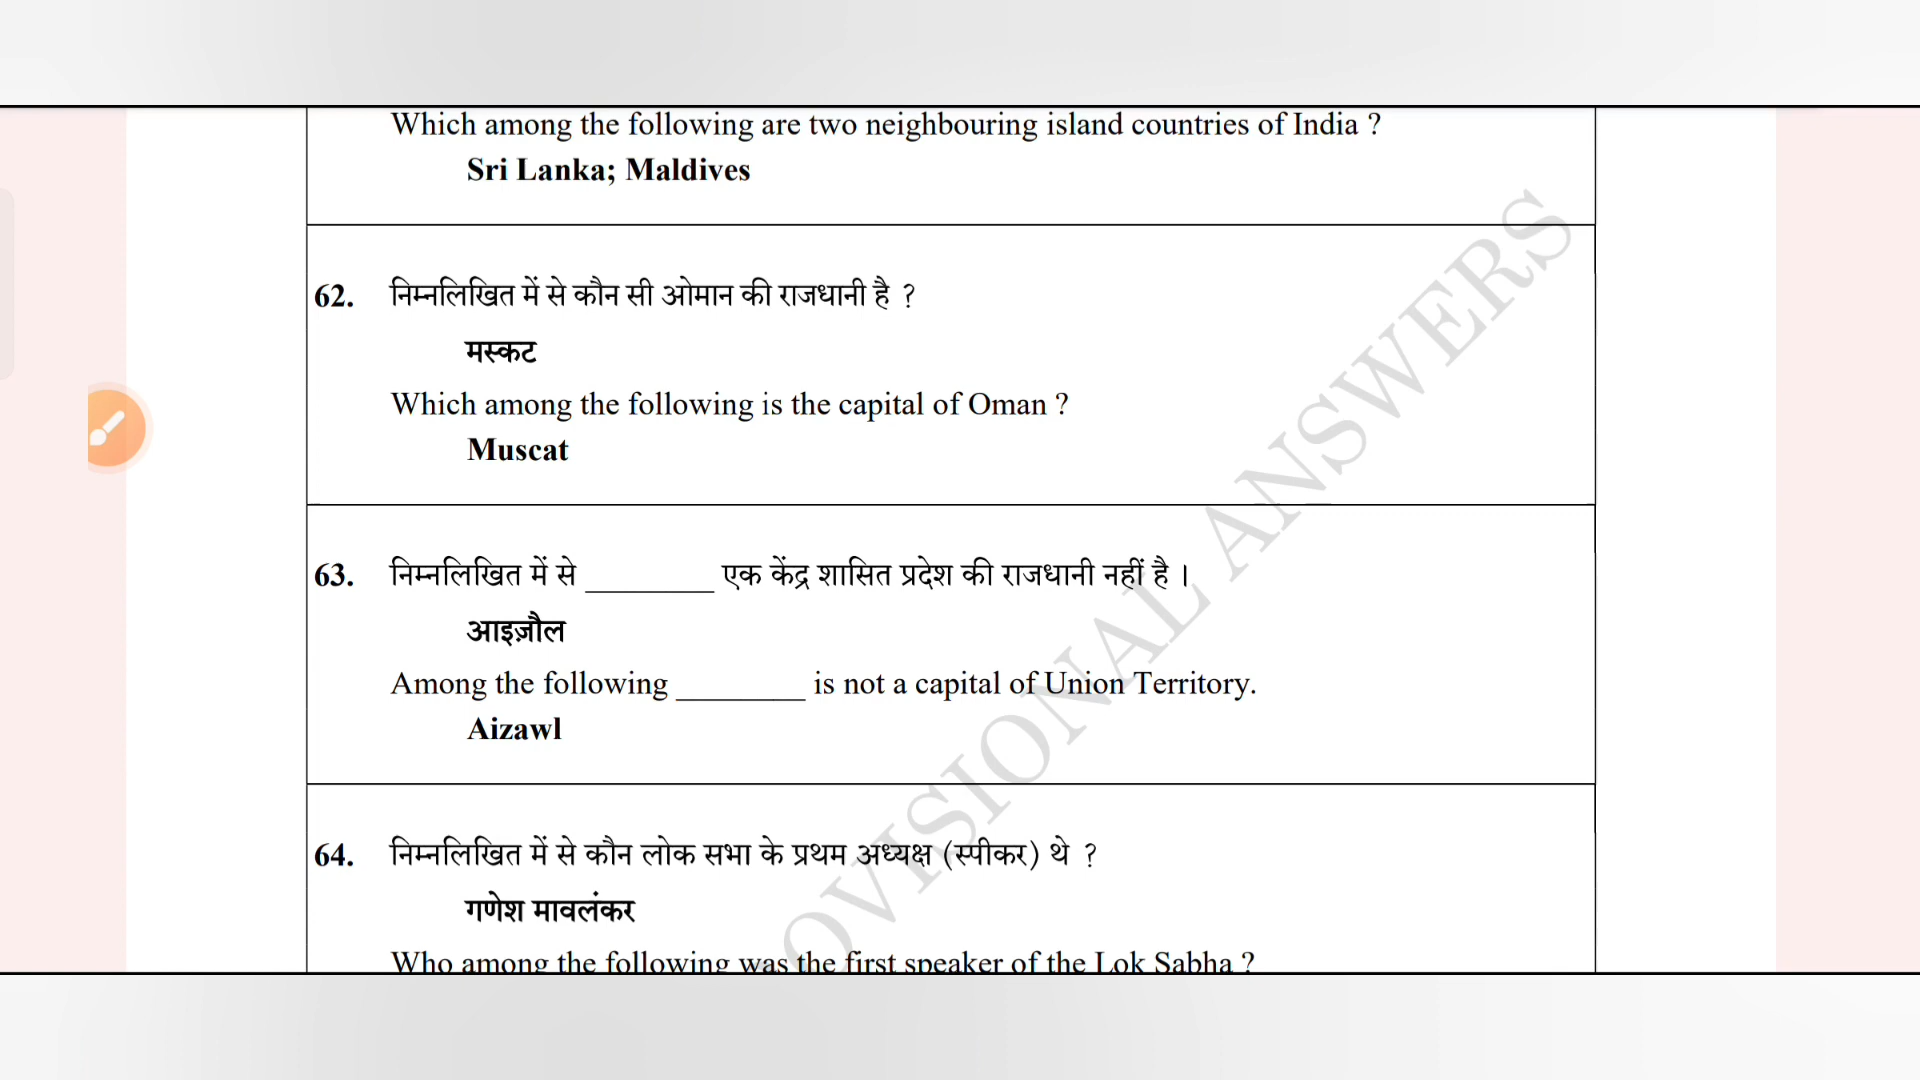 Which among the following are two neighbouring island countries of India ?
Sri Lanka; Maldives
62. निम्नलिखित में से कौन सी ओमान की राजधानी है ?
मस्कट
Which among the following is the capital of Oman ?
Muscat
63. निम्नलिखित में से ________ एक केंद्र शासित प्रदेश की राजधानी नहीं है ।
आइज़ौल
Among the following ________ is not a capital of Union Territory.
Aizawl
64. निम्नलिखित में से कौन लोक सभा के प्रथम अध्यक्ष (स्पीकर) थे ?
गणेश मावलंकर
Who among the following was the first speaker of the Lok Sabha ?
OVISIONAL ANSWERS